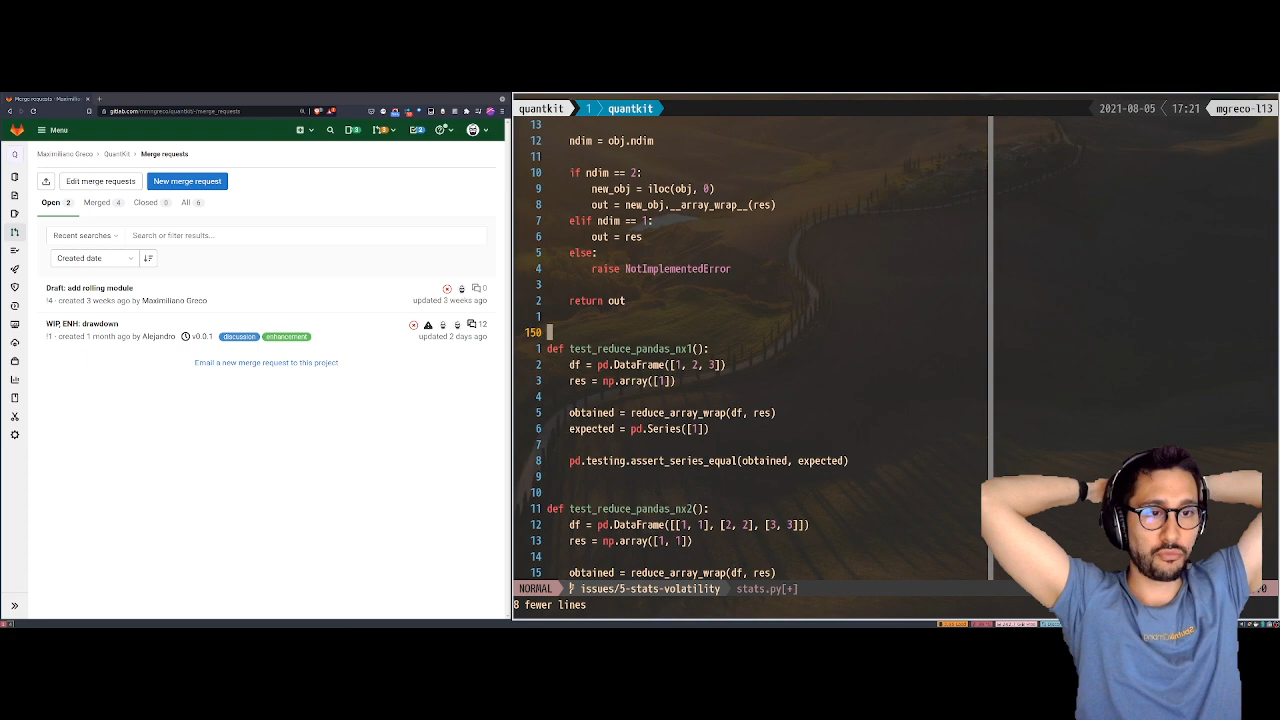 Merge requests · Maximilia
gitlab.com/mmngreco/quantkit/-/merge_requests
Menu
Maximiliano Greco > QuantKit > Merge requests
Edit merge requests
New merge request
Open 2 Merged 4 Closed 0 All 6
Recent searches
Search or filter results...
Created date
Draft: add rolling module
0
!4 · created 3 weeks ago by Maximiliano Greco
updated 3 weeks ago
WIP, ENH: drawdown
12
!1 · created 1 month ago by Alejandro v0.0.1 discussion enhancement
updated 2 days ago
Email a new merge request to this project
quantkit 1 quantkit 2021-08-05 17:21 mgreco-l13
13
12 ndim = obj.ndim
11
10 if ndim == 2:
9 new_obj = iloc(obj, 0)
8 out = new_obj.__array_wrap__(res)
7 elif ndim == 1:
6 out = res
5 else:
4 raise NotImplementedError
3
2 return out
1
150
1 def test_reduce_pandas_nx1():
2 df = pd.DataFrame([1, 2, 3])
3 res = np.array([1])
4
5 obtained = reduce_array_wrap(df, res)
6 expected = pd.Series([1])
7
8 pd.testing.assert_series_equal(obtained, expected)
9
10
11 def test_reduce_pandas_nx2():
12 df = pd.DataFrame([[1, 1], [2, 2], [3, 3]])
13 res = np.array([1, 1])
14
15 obtained = reduce_array_wrap(df, res)
NORMAL issues/5-stats-volatility stats.py[+]
8 fewer lines